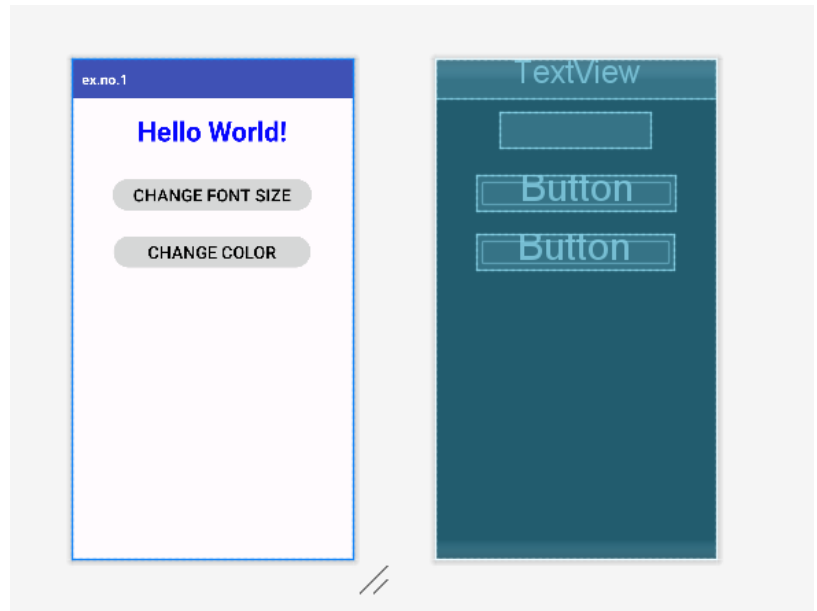 ex.no.1
Hello World!
CHANGE FONT SIZE
CHANGE COLOR
TextView
Button
Button